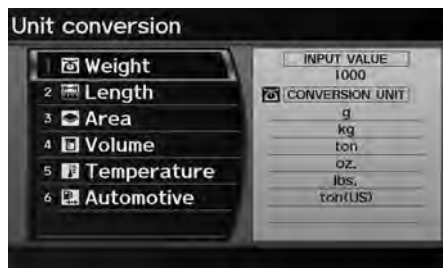 Unit conversion
1 Weight
2 Length
3 Area
4 Volume
5 Temperature
6 Automotive
INPUT VALUE
1000
CONVERSION UNIT
g
kg
ton
oz.
lbs.
ton(US)